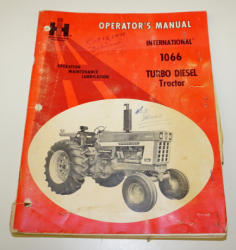 OPERATOR'S MANUAL
INTERNATIONAL
1066
TURBO DIESEL
Tractor
OPERATION
MAINTENANCE
LUBRICATION